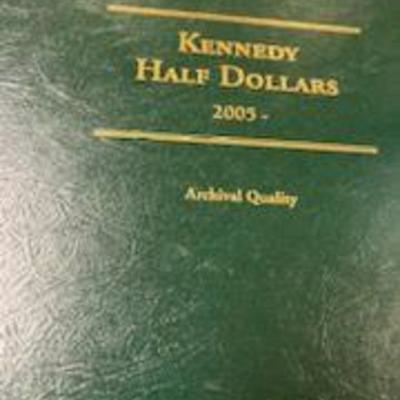 Kennedy
Half Dollars
2005 -
Archival Quality